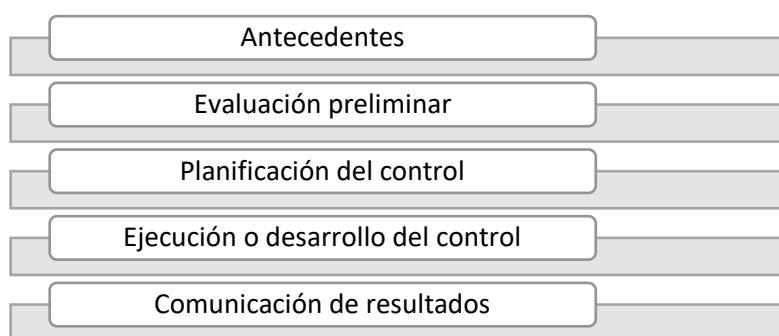 Antecedentes
Evaluación preliminar
Planificación del control
Ejecución o desarrollo del control
Comunicación de resultados